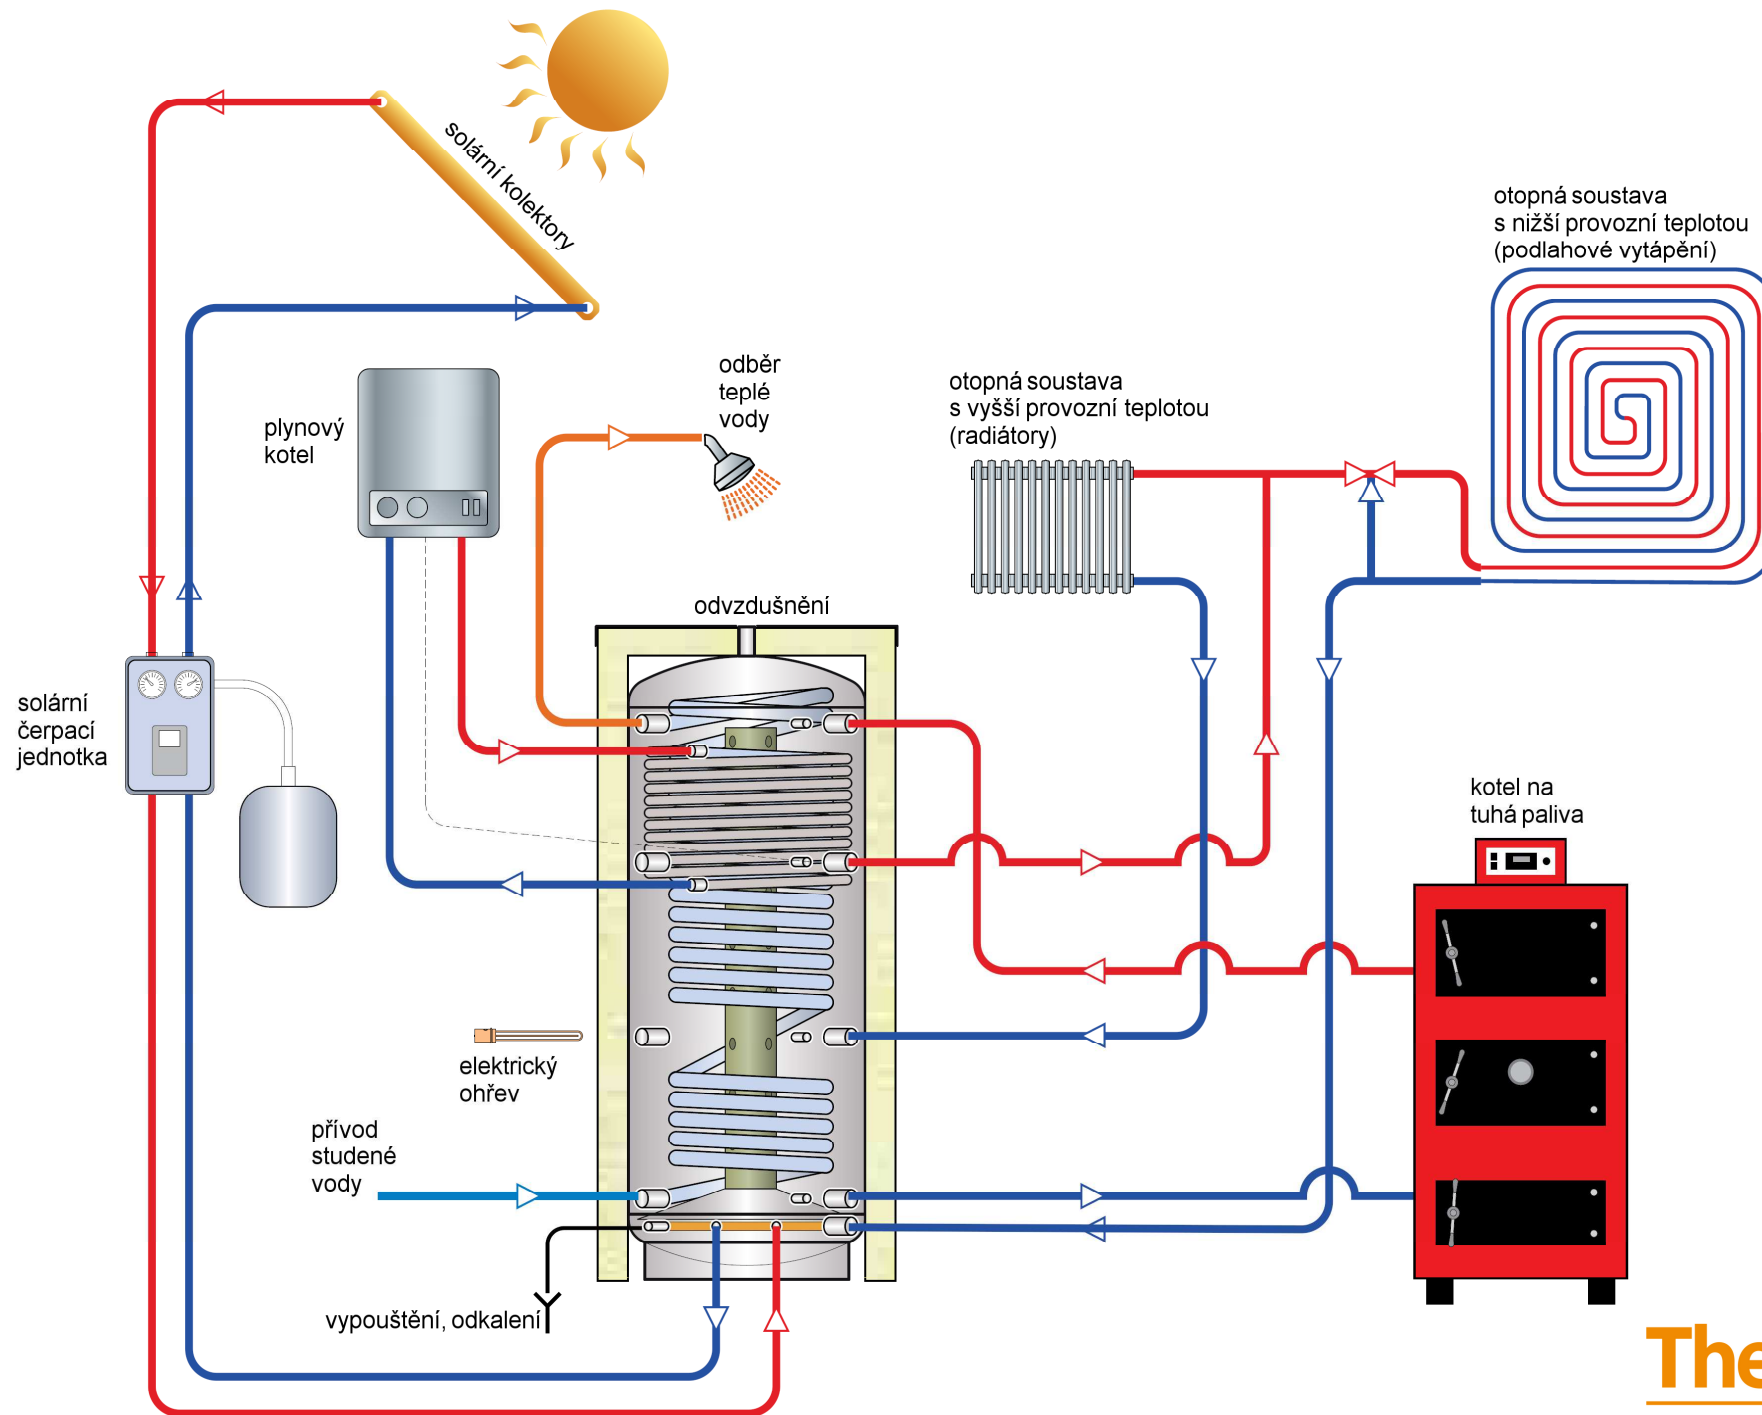 solární kolektory
otopná soustava
s nižší provozní teplotou
(podlahové vytápění)
odběr
teplé
vody
otopná soustava
s vyšší provozní teplotou
(radiátory)
plynový
kotel
odvzdušnění
solární
čerpací
jednotka
kotel na
tuhá paliva
elektrický
ohřev
přívod
studené
vody
vypouštění, odkalení
The